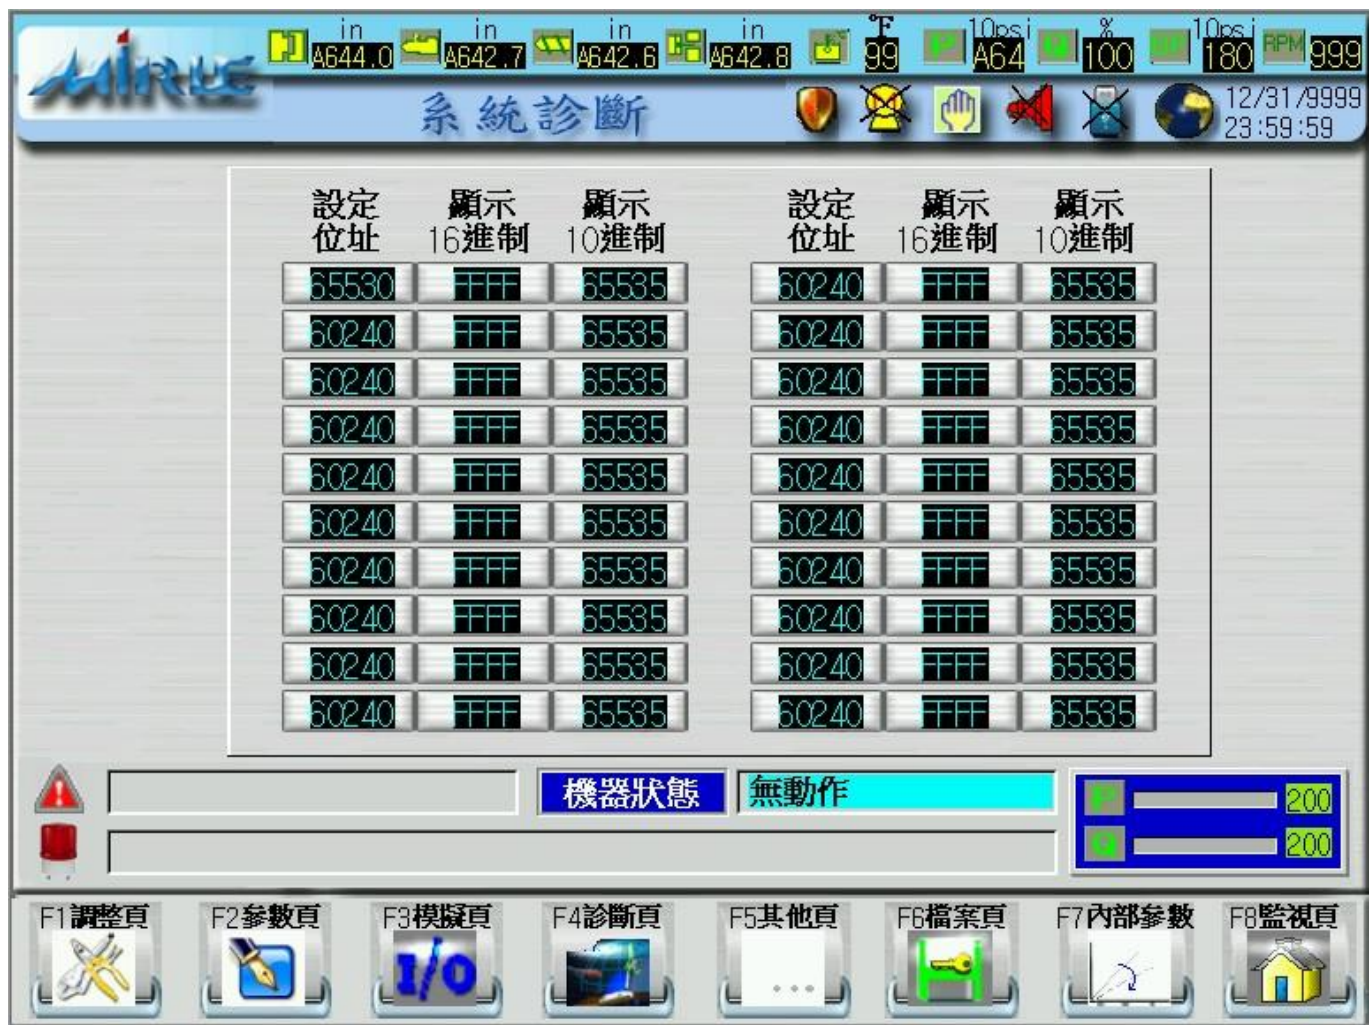 MIRLE
in in in in ℉ 10psi % 10psi
A644.0 A642.7 A642.6 A642.8 99 P A64 Q 100 180 RPM 999
系統診斷
12/31/9999
23:59:59
設定 顯示 顯示 設定 顯示 顯示
位址 16進制 10進制 位址 16進制 10進制
65530 FFFF 65535 60240 FFFF 65535
60240 FFFF 65535 60240 FFFF 65535
60240 FFFF 65535 60240 FFFF 65535
60240 FFFF 65535 60240 FFFF 65535
60240 FFFF 65535 60240 FFFF 65535
60240 FFFF 65535 60240 FFFF 65535
60240 FFFF 65535 60240 FFFF 65535
60240 FFFF 65535 60240 FFFF 65535
60240 FFFF 65535 60240 FFFF 65535
60240 FFFF 65535 60240 FFFF 65535
機器狀態 無動作
P 200
Q 200
F1調整頁 F2參數頁 F3模擬頁 F4診斷頁 F5其他頁 F6檔案頁 F7內部參數 F8監視頁
I/O ...